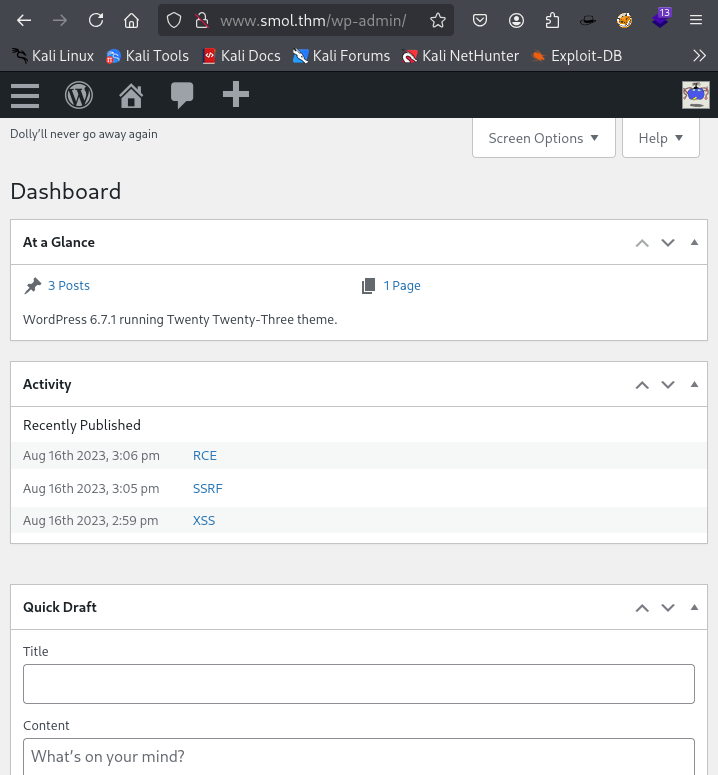 www.smol.thm/wp-admin/
13
Kali Linux Kali Tools Kali Docs Kali Forums Kali NetHunter Exploit-DB
Dolly’ll never go away again
Screen Options Help
Dashboard
At a Glance
3 Posts 1 Page
WordPress 6.7.1 running Twenty Twenty-Three theme.
Activity
Recently Published
Aug 16th 2023, 3:06 pm RCE
Aug 16th 2023, 3:05 pm SSRF
Aug 16th 2023, 2:59 pm XSS
Quick Draft
Title
Content
What’s on your mind?